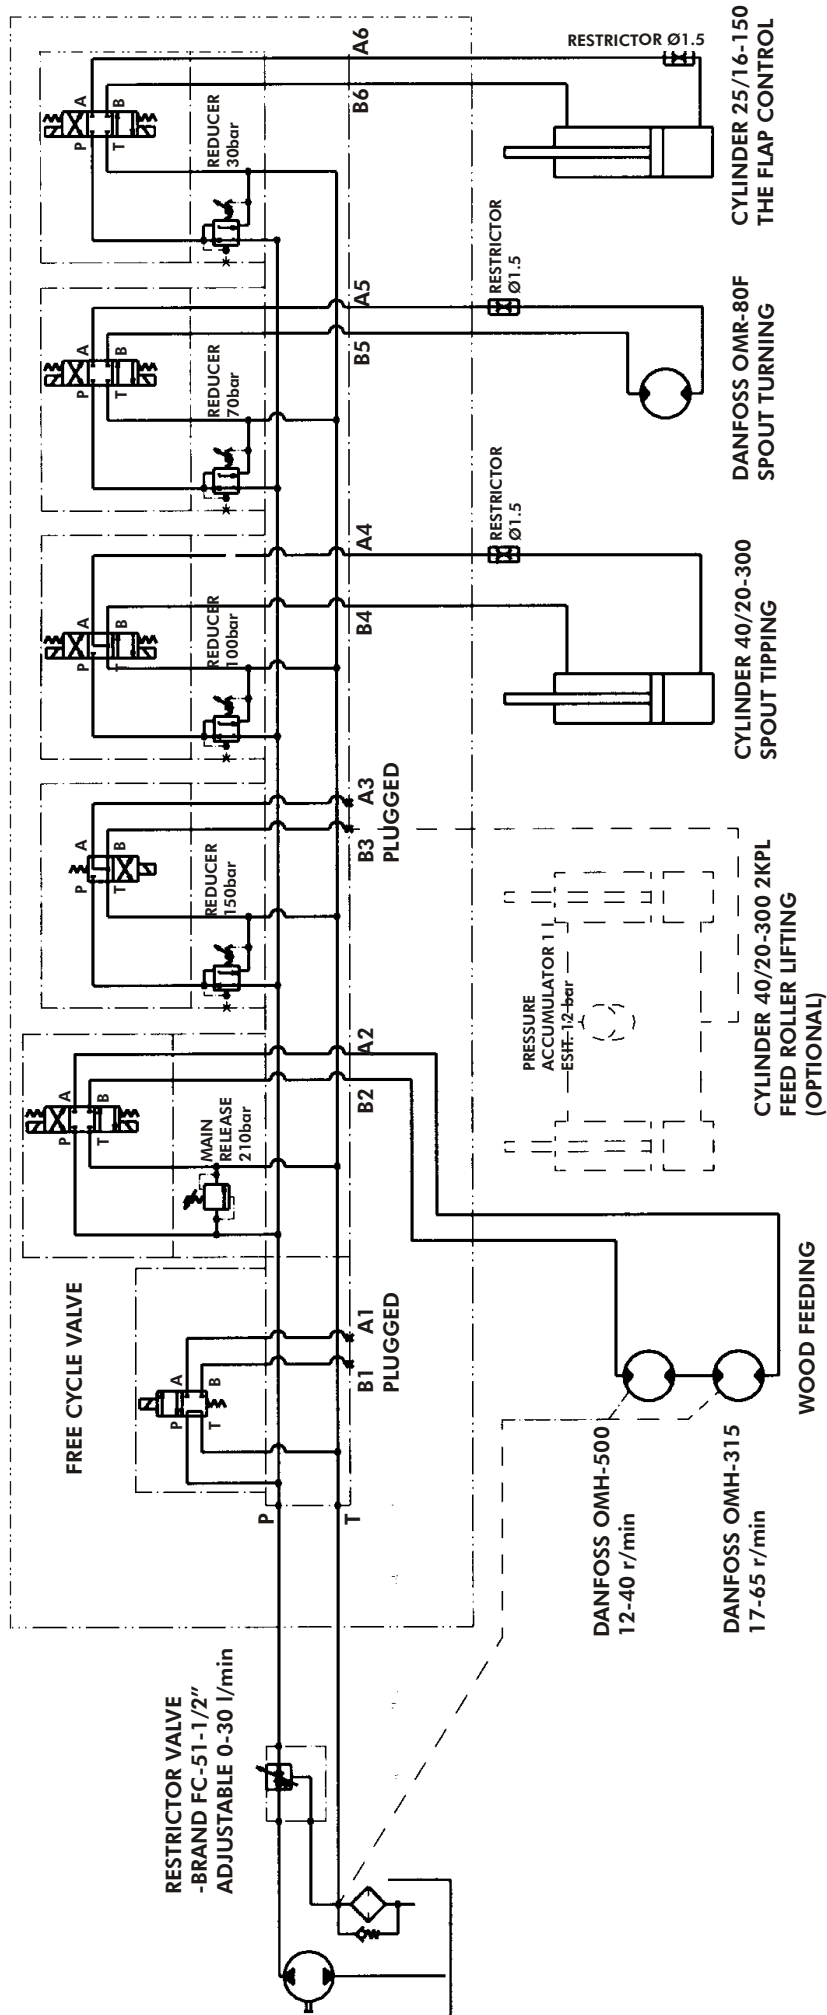 RESTRICTOR VALVE
-BRAND FC-51-1/2”
ADJUSTABLE 0-30 l/min
P
T
FREE CYCLE VALVE
P
A
T
B
B1
A1
PLUGGED
P
A
T
B
MAIN
RELEASE
210bar
B2
A2
P
A
T
B
REDUCER
150bar
B3
A3
PLUGGED
P
A
T
B
REDUCER
100bar
B4
A4
P
A
T
B
REDUCER
70bar
B5
A5
P
A
T
B
REDUCER
30bar
B6
A6
DANFOSS OMH-500
12-40 r/min
DANFOSS OMH-315
17-65 r/min
WOOD FEEDING
PRESSURE
ACCUMULATOR 1 l
ESIT. 12 bar
CYLINDER 40/20-300 2KPL
FEED ROLLER LIFTING
(OPTIONAL)
RESTRICTOR
Ø1.5
CYLINDER 40/20-300
SPOUT TIPPING
RESTRICTOR
Ø1.5
DANFOSS OMR-80F
SPOUT TURNING
RESTRICTOR Ø1.5
CYLINDER 25/16-150
THE FLAP CONTROL